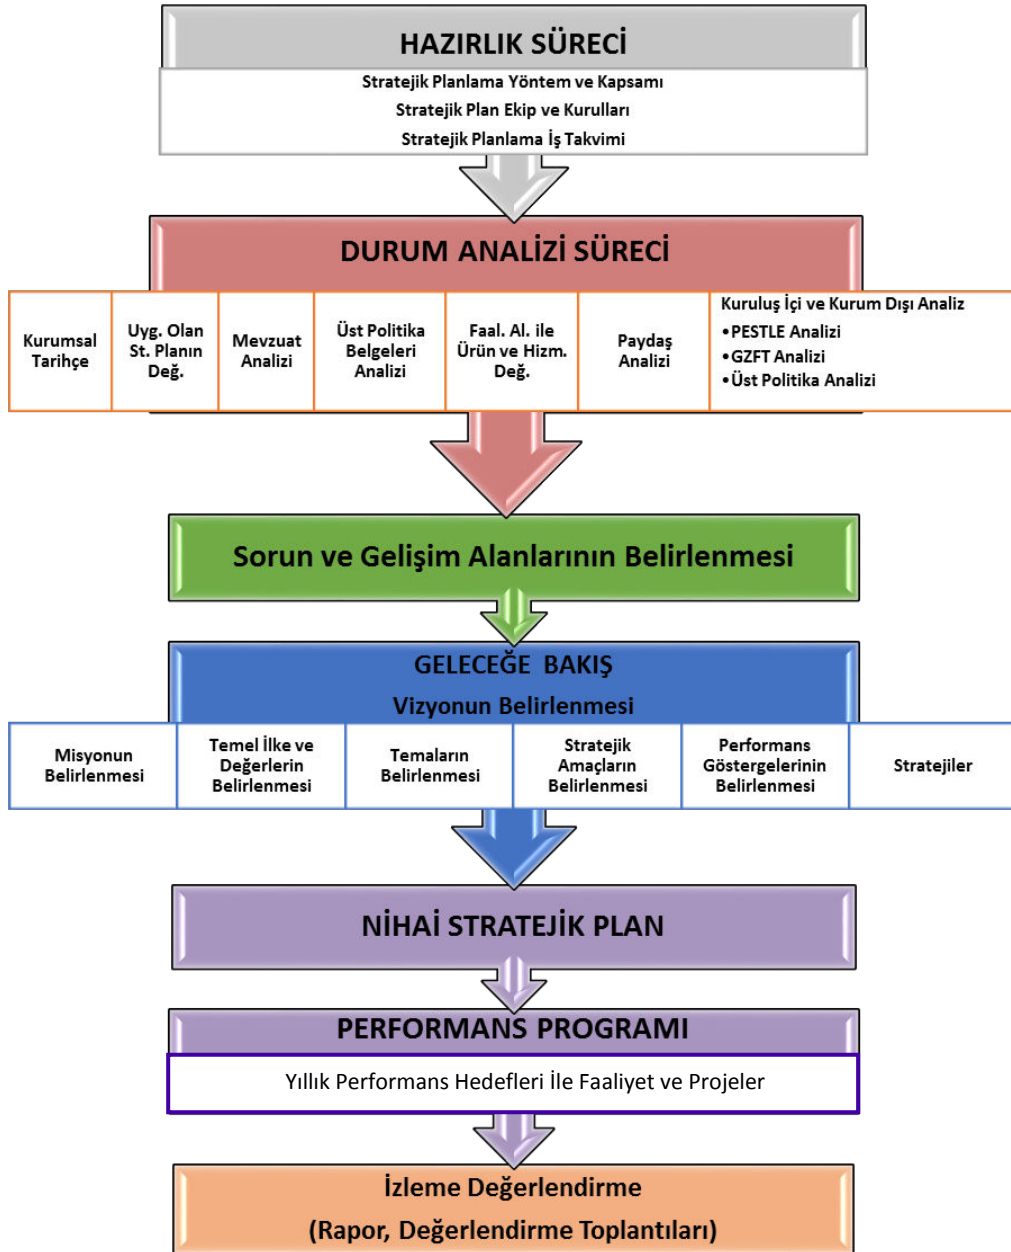 HAZIRLIK SÜRECİ
Stratejik Planlama Yöntem ve Kapsamı
Stratejik Plan Ekip ve Kurulları
Stratejik Planlama İş Takvimi
DURUM ANALİZİ SÜRECİ
Kurumsal
Tarihçe
Uyg. Olan
St. Planın
Değ.
Mevzuat
Analizi
Üst Politika
Belgeleri
Analizi
Faal. Al. ile
Ürün ve Hizm.
Değ.
Paydaş
Analizi
Kuruluş İçi ve Kurum Dışı Analiz
•PESTLE Analizi
•GZFT Analizi
•Üst Politika Analizi
Sorun ve Gelişim Alanlarının Belirlenmesi
GELECEĞE BAKIŞ
Vizyonun Belirlenmesi
Misyonun
Belirlenmesi
Temel İlke ve
Değerlerin
Belirlenmesi
Temaların
Belirlenmesi
Stratejik
Amaçların
Belirlenmesi
Performans
Göstergelerinin
Belirlenmesi
Stratejiler
NİHAİ STRATEJİK PLAN
PERFORMANS PROGRAMI
Yıllık Performans Hedefleri İle Faaliyet ve Projeler
İzleme Değerlendirme
(Rapor, Değerlendirme Toplantıları)